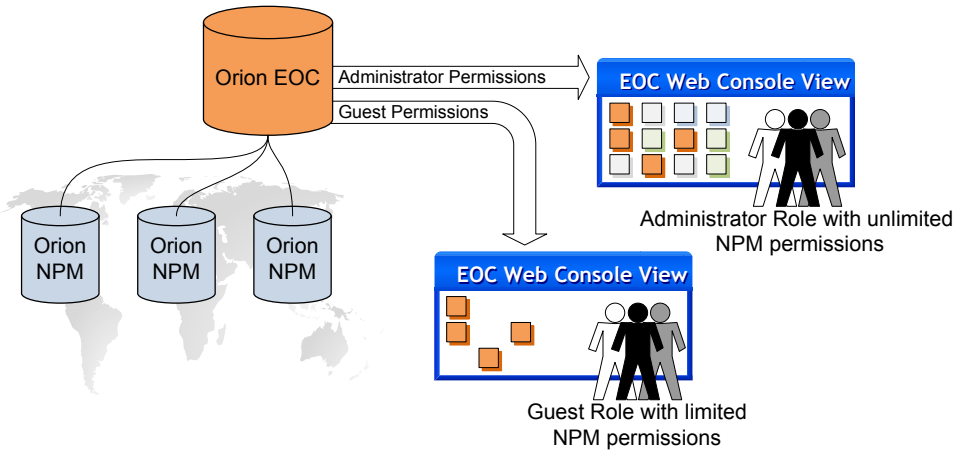 Orion EOC
Administrator Permissions
Guest Permissions
EOC Web Console View
Administrator Role with unlimited
NPM permissions
Orion
NPM
Orion
NPM
Orion
NPM
EOC Web Console View
Guest Role with limited
NPM permissions